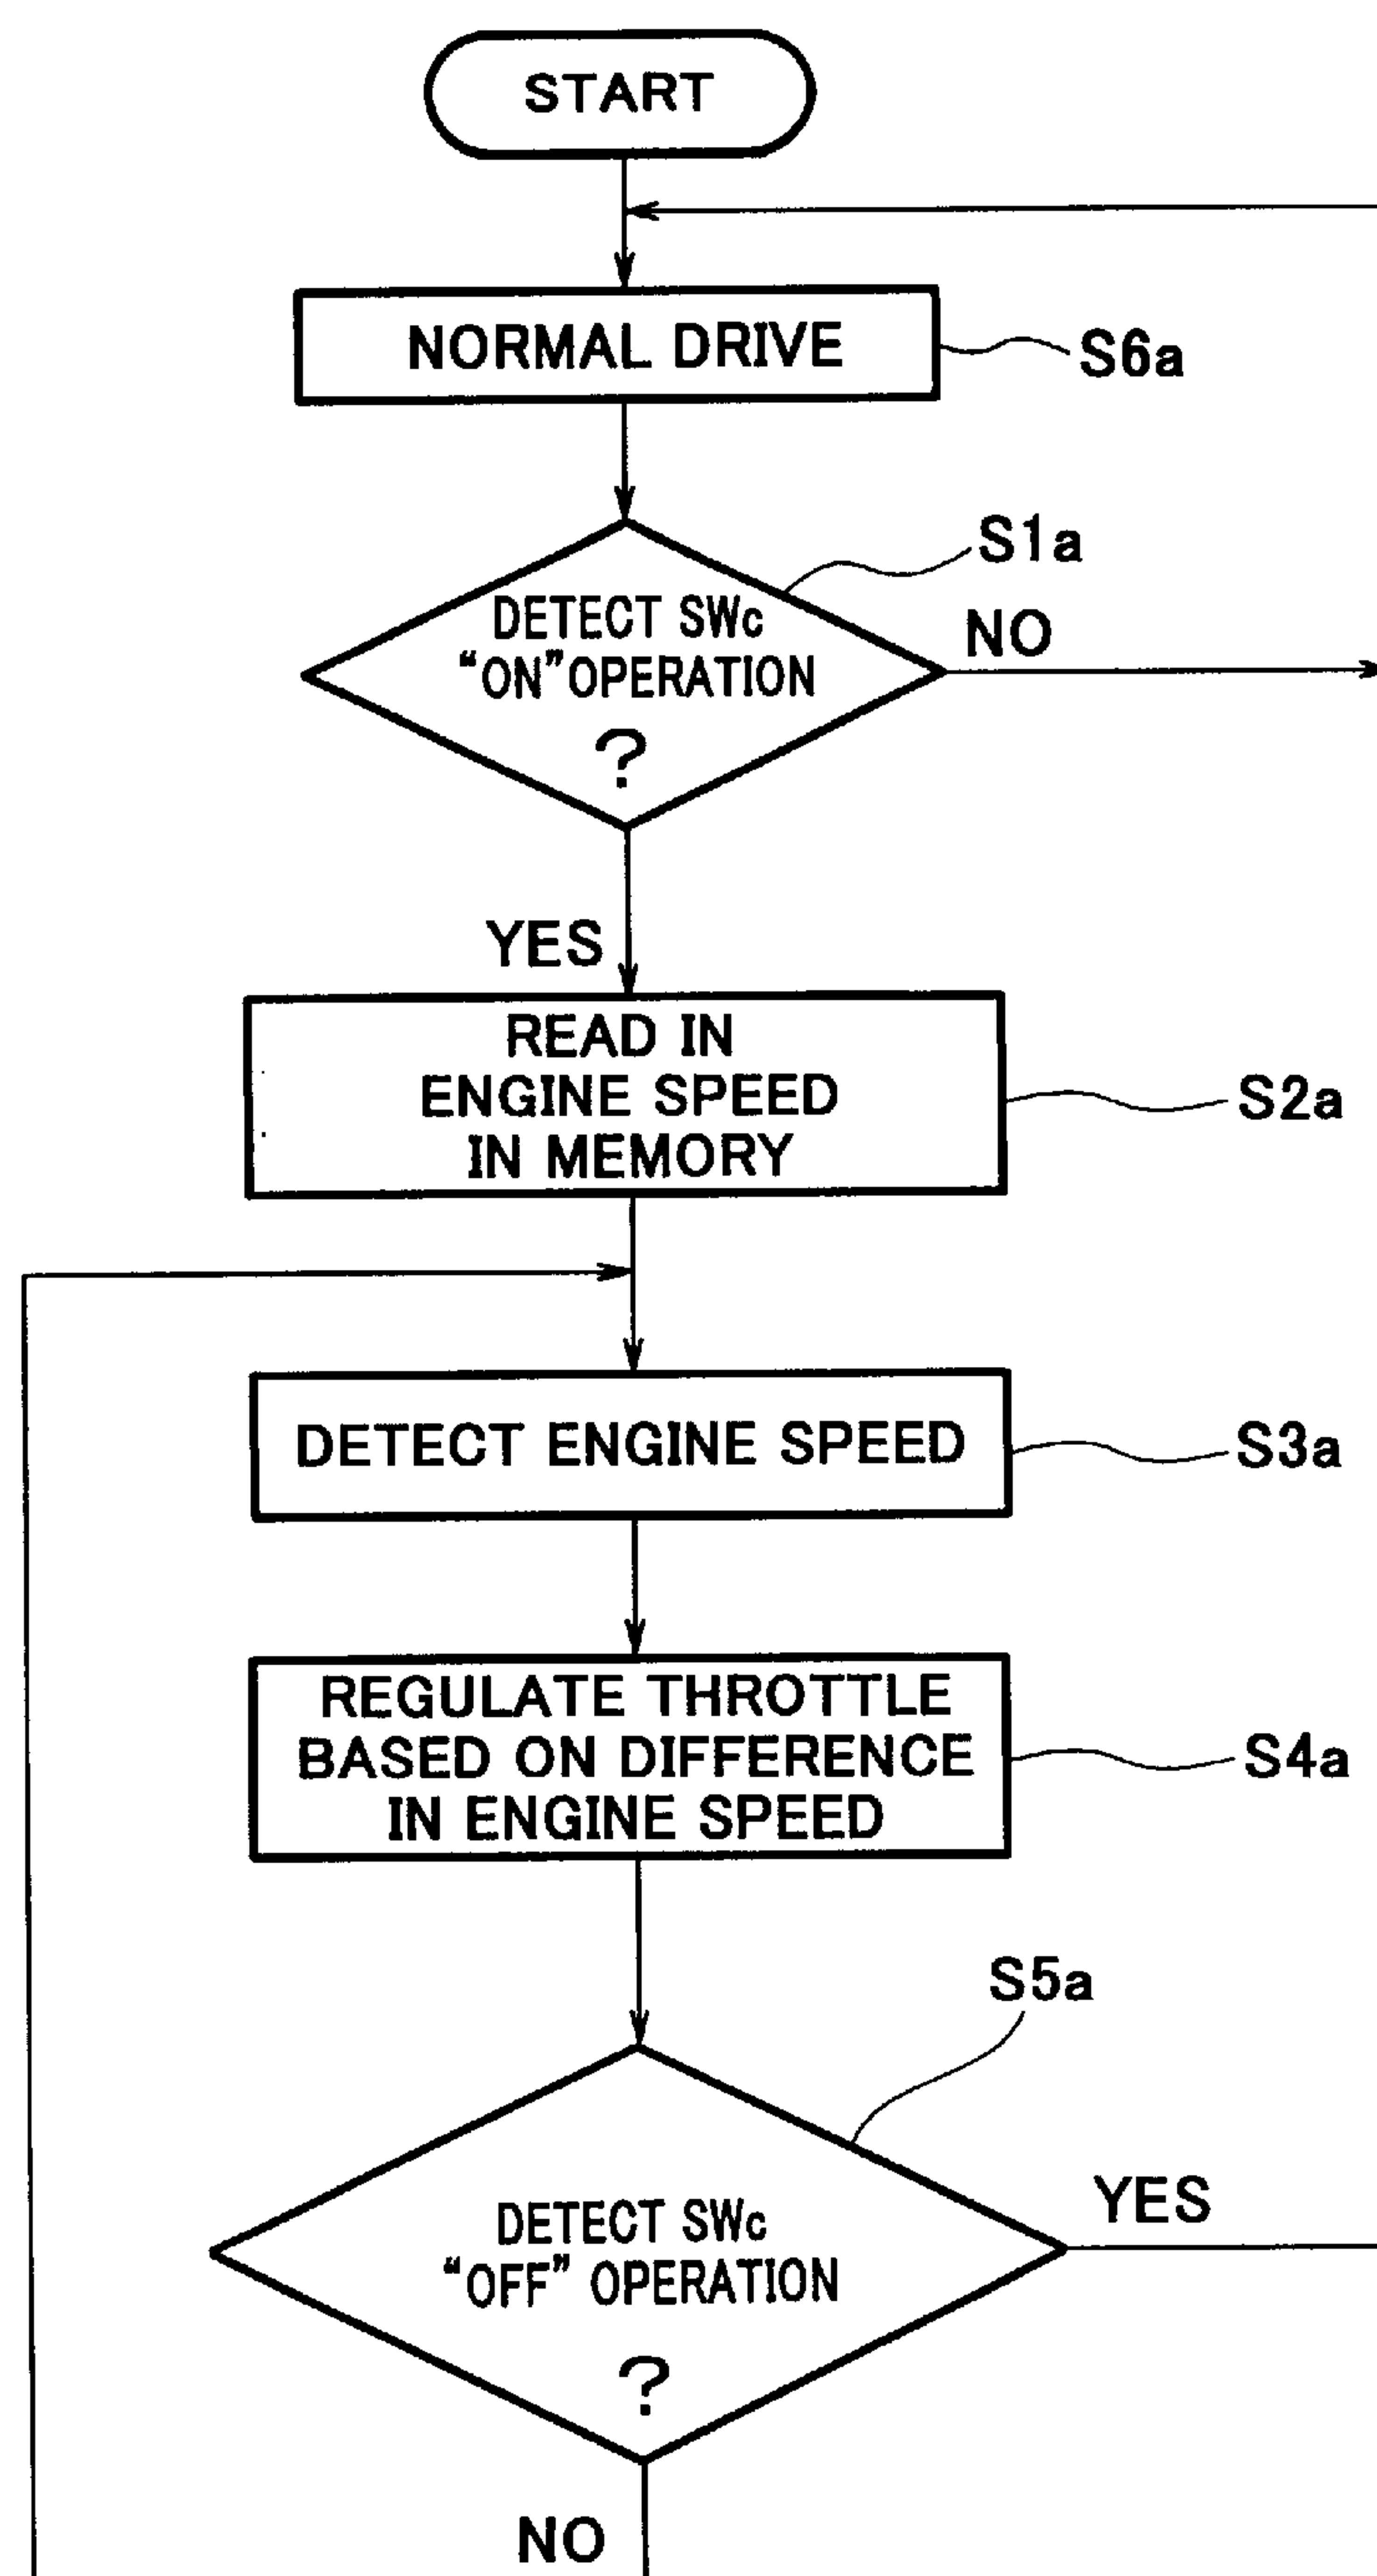 START
NORMAL DRIVE
S6a
S1a
DETECT SWc
“ON”OPERATION
?
NO
YES
READ IN
ENGINE SPEED
IN MEMORY
S2a
DETECT ENGINE SPEED
S3a
REGULATE THROTTLE
BASED ON DIFFERENCE
IN ENGINE SPEED
S4a
S5a
DETECT SWc
“OFF” OPERATION
?
YES
NO